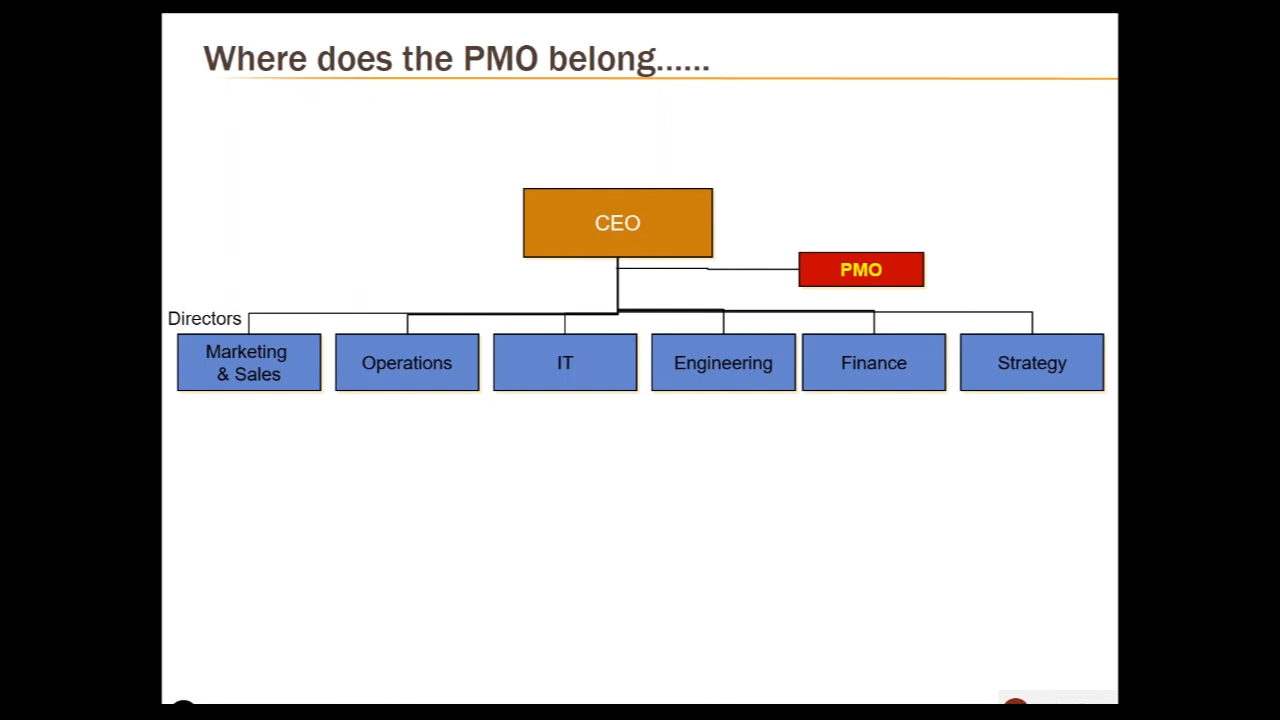 Where does the PMO belong......
CEO
PMO
Directors
Marketing
& Sales
Operations
IT
Engineering
Finance
Strategy